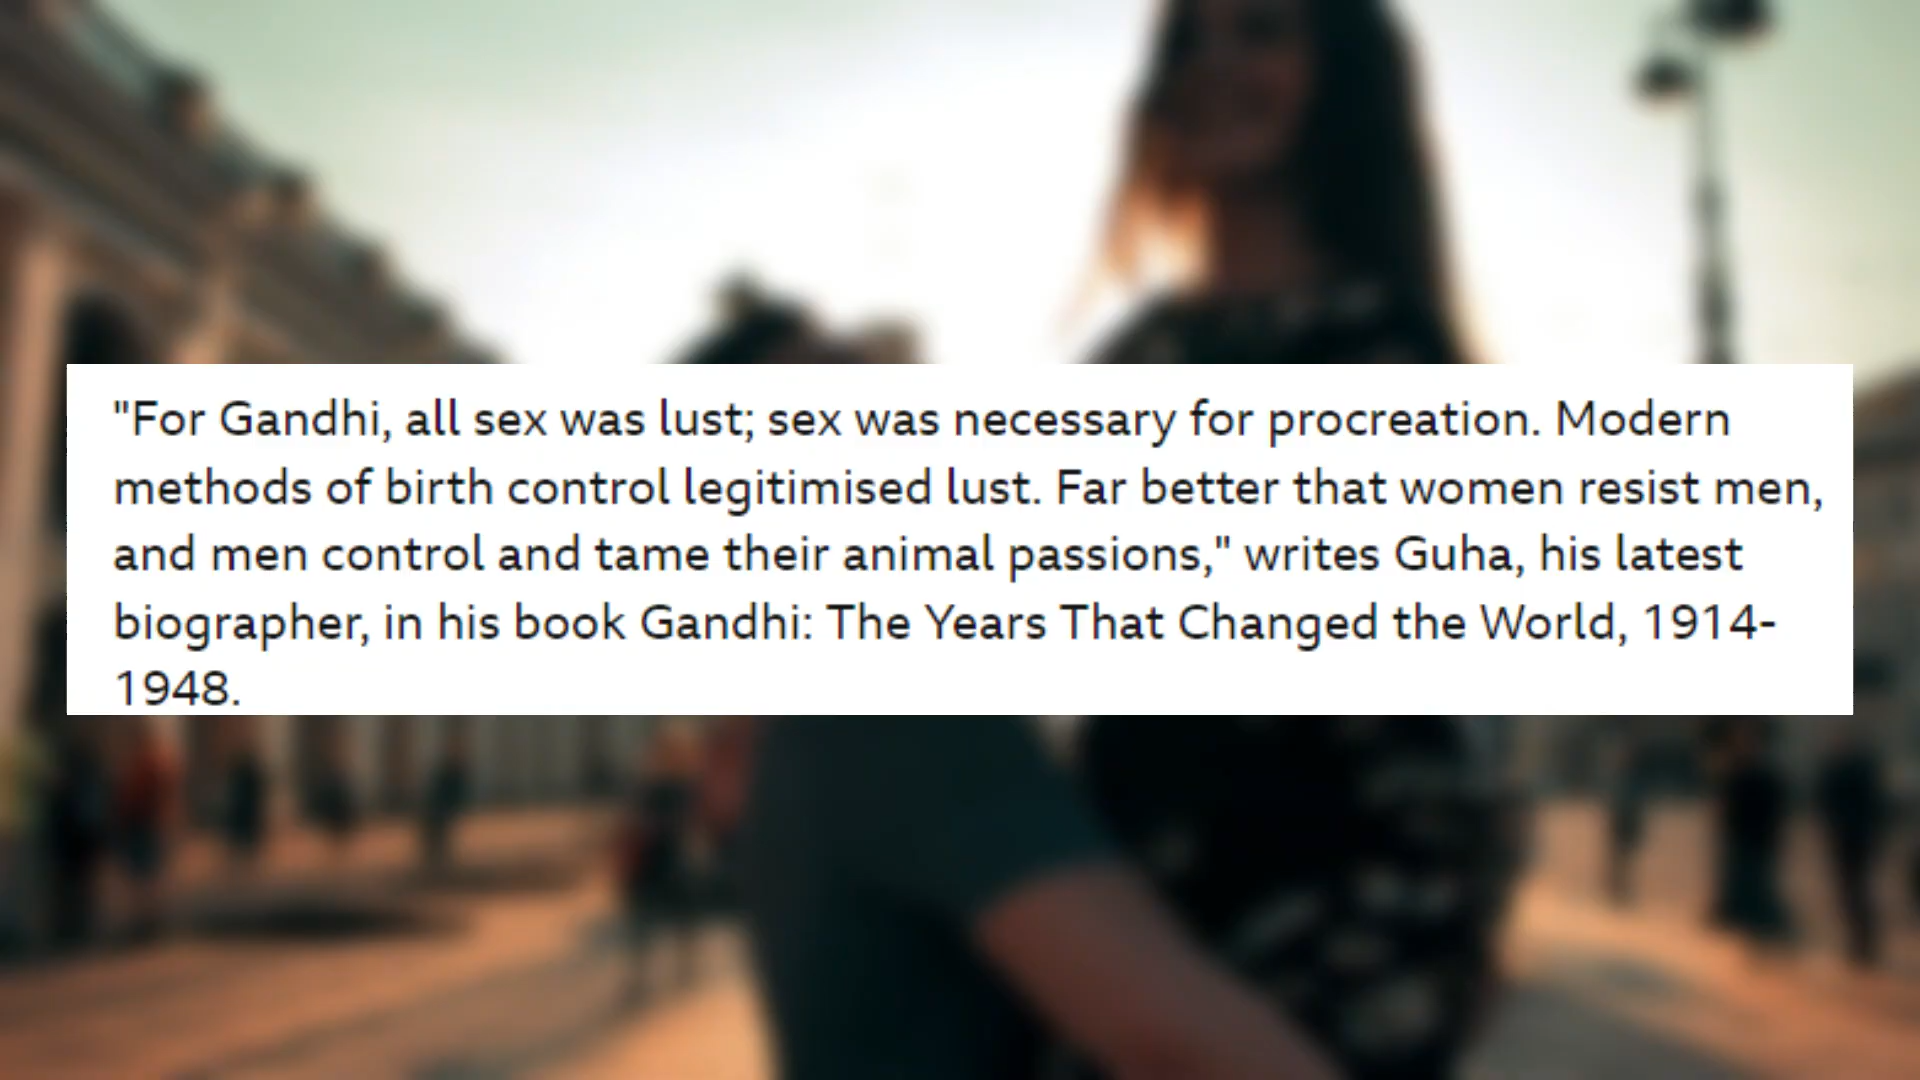 "For Gandhi, all sex was lust; sex was necessary for procreation. Modern
methods of birth control legitimised lust. Far better that women resist men,
and men control and tame their animal passions," writes Guha, his latest
biographer, in his book Gandhi: The Years That Changed the World, 1914-
1948.